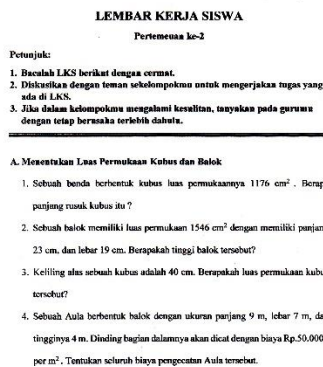 LEMBAR KERJA SISWA
Pertemeuan ke-2
Petunjuk:
1. Bacalah LKS berikut dengan cermat.
2. Diskusikan dengan teman sekelompokmu untuk mengerjakan tugas yang
ada di LKS.
3. Jika dalam kelompokmu mengalami kesulitan, tanyakan pada gurumu
dengan tetap berusaha terlebih dahulu.
A. Menentukan Luas Permukaan Kubus dan Balok
1. Sebuah benda berbentuk kubus luas permukaannya 1176 cm². Berap
panjang rusuk kubus itu ?
2. Sebuah balok memiliki luas permukaan 1546 cm² dengan memiliki panjan
23 cm, dan lebar 19 cm. Berapakah tinggi balok tersebut?
3. Keliling alas sebuah kubus adalah 40 cm. Berapakah luas permukaan kubu
tersebut?
4. Sebuah Aula berbentuk balok dengan ukuran panjang 9 m, lebar 7 m, da
tingginya 4 m. Dinding bagian dalamnya akan dicat dengan biaya Rp.50.000
per m². Tentukan seluruh biaya pengecatan Aula tersebut.